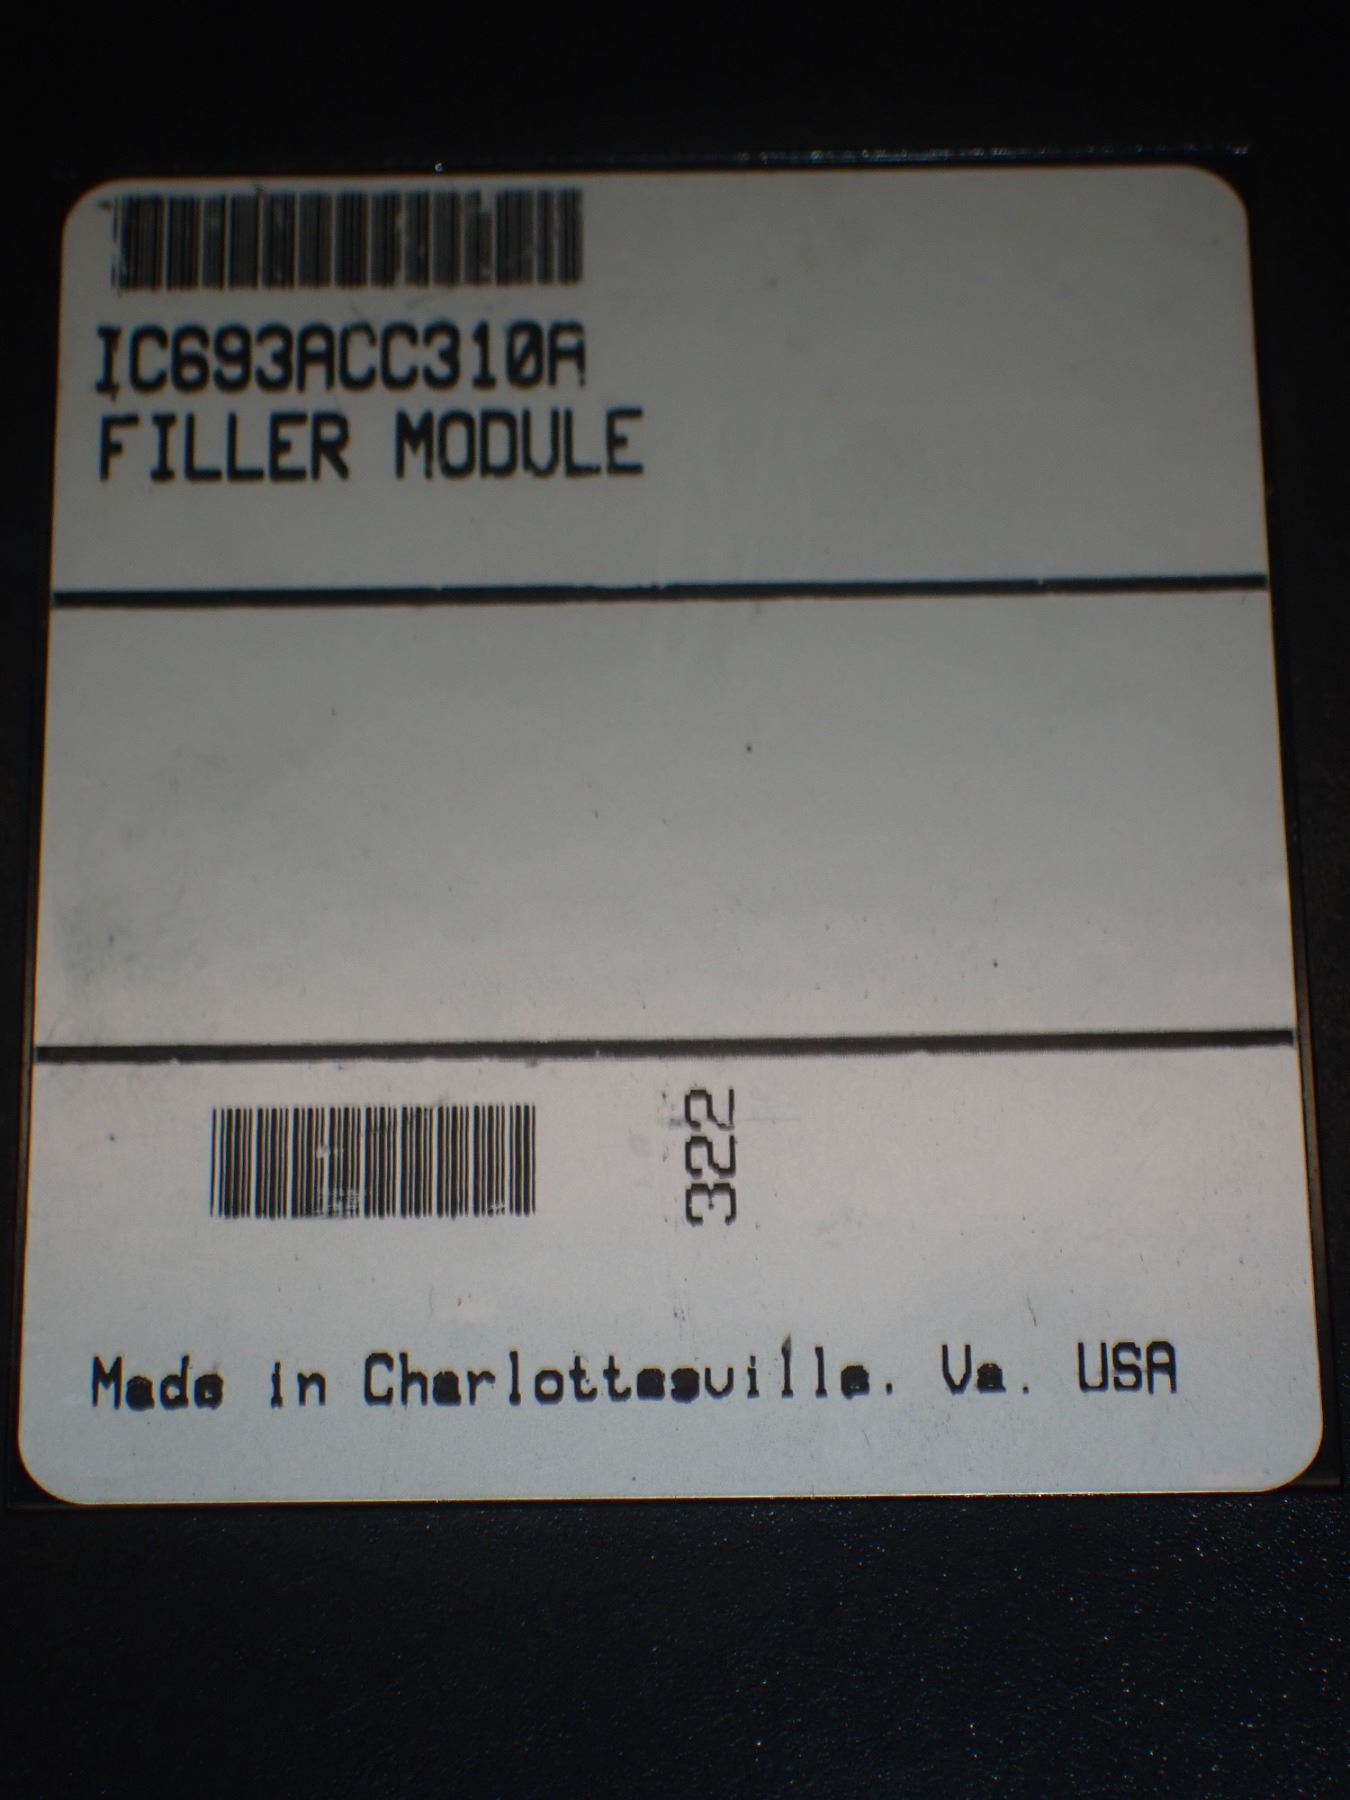 IC693ACC310A
FILLER MODULE
322
Made in Charlottesville, Va. USA